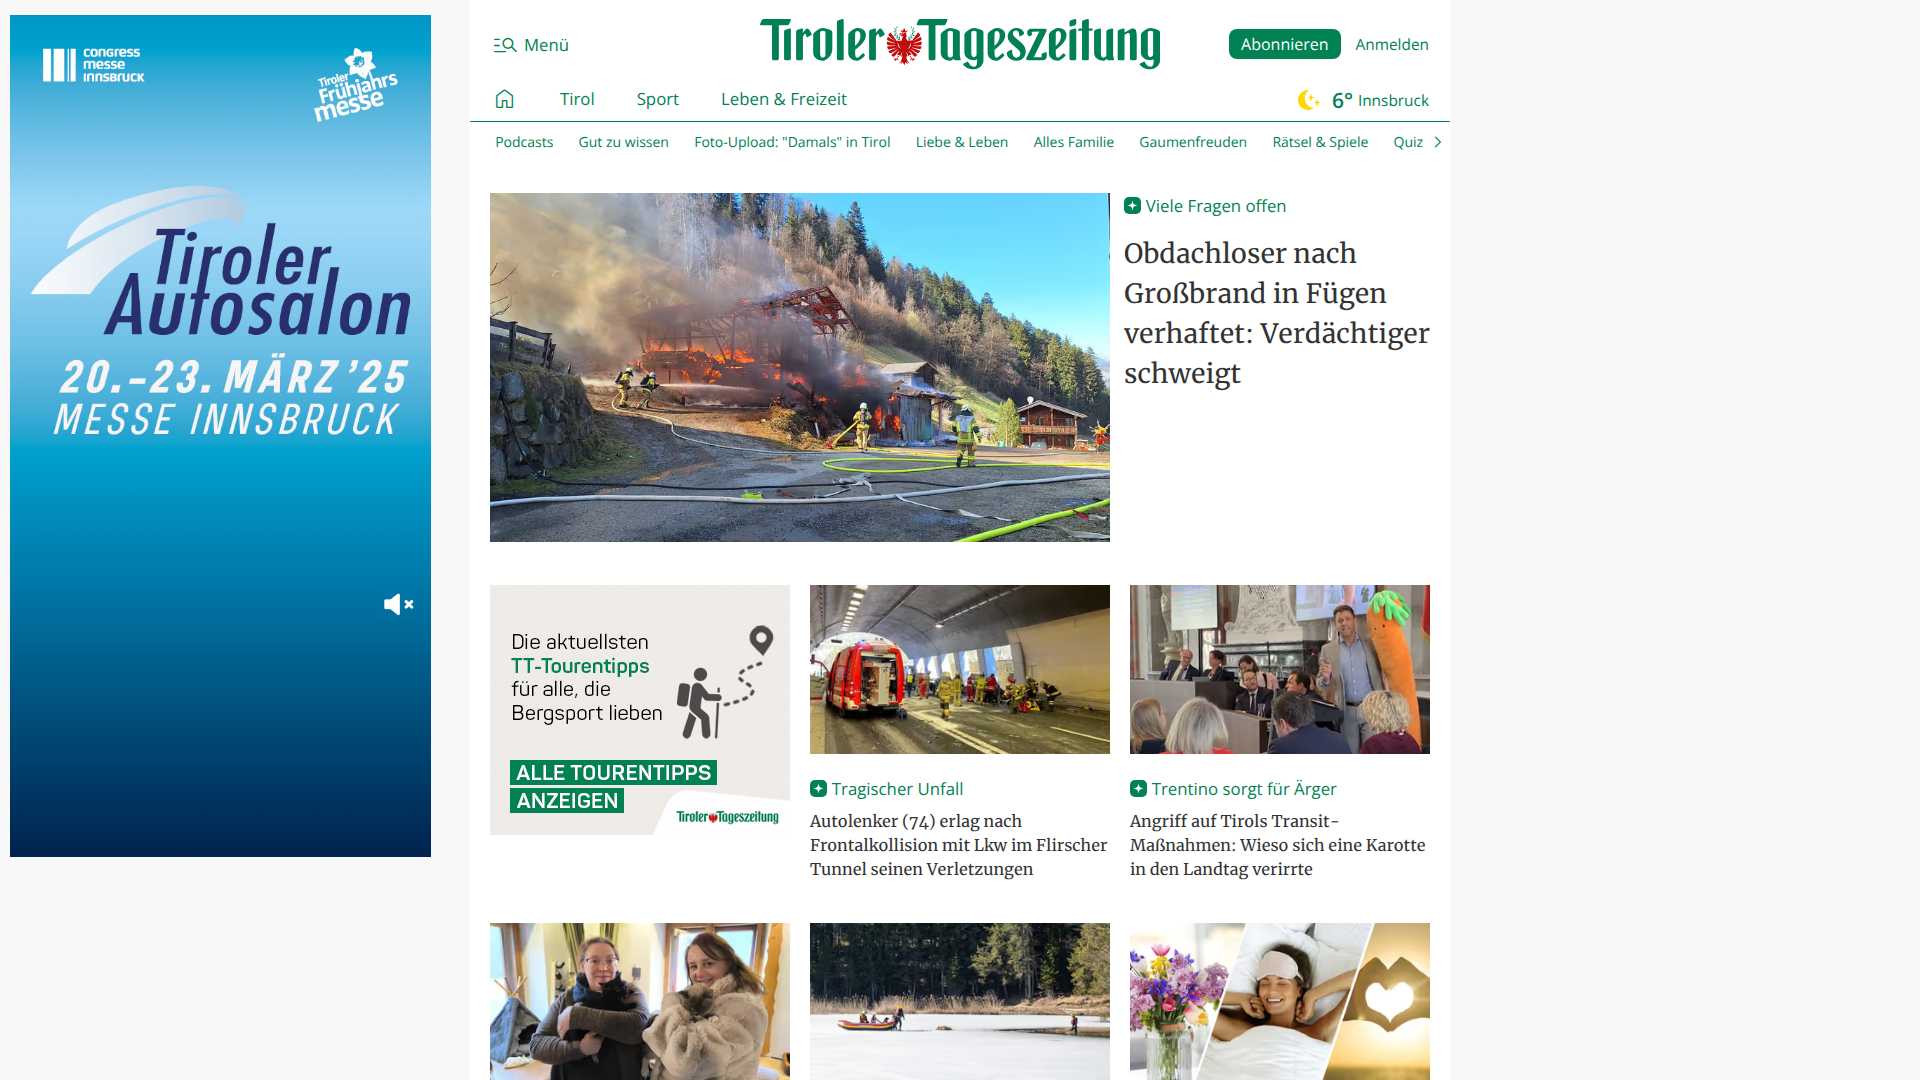 congress
messe
INNSBRUCK
Tiroler
Frühjahrs
messe
Tiroler
Autosalon
20.–23. MÄRZ ’25
MESSE INNSBRUCK
Menü
Tiroler Tageszeitung
Abonnieren
Anmelden
Tirol
Sport
Leben & Freizeit
6° Innsbruck
Podcasts
Gut zu wissen
Foto-Upload: "Damals" in Tirol
Liebe & Leben
Alles Familie
Gaumenfreuden
Rätsel & Spiele
Quiz
Viele Fragen offen
Obdachloser nach
Großbrand in Fügen
verhaftet: Verdächtiger
schweigt
Die aktuellsten
TT-Tourentipps
für alle, die
Bergsport lieben
ALLE TOURENTIPPS
ANZEIGEN
Tiroler Tageszeitung
Tragischer Unfall
Autolenker (74) erlag nach
Frontalkollision mit Lkw im Flirscher
Tunnel seinen Verletzungen
Trentino sorgt für Ärger
Angriff auf Tirols Transit-
Maßnahmen: Wieso sich eine Karotte
in den Landtag verirrte